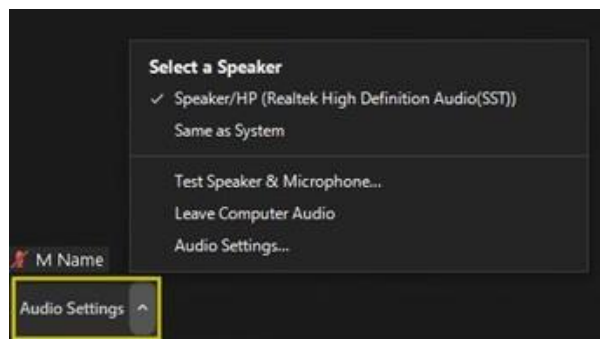 Select a Speaker
Speaker/HP (Realtek High Definition Audio(SST))
Same as System
Test Speaker & Microphone...
Leave Computer Audio
Audio Settings...
M Name
Audio Settings